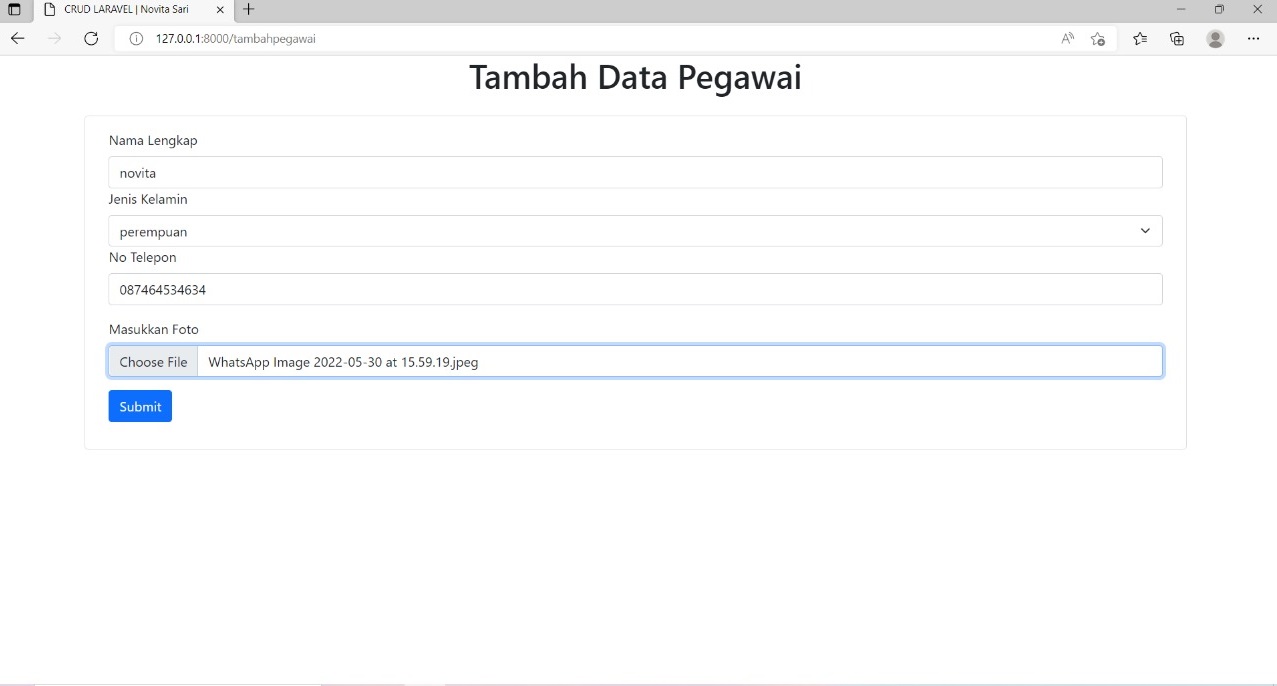 CRUD LARAVEL | Novita Sari
127.0.0.1:8000/tambahpegawai
Tambah Data Pegawai
Nama Lengkap
novita
Jenis Kelamin
perempuan
No Telepon
087464534634
Masukkan Foto
Choose File WhatsApp Image 2022-05-30 at 15.59.19.jpeg
Submit